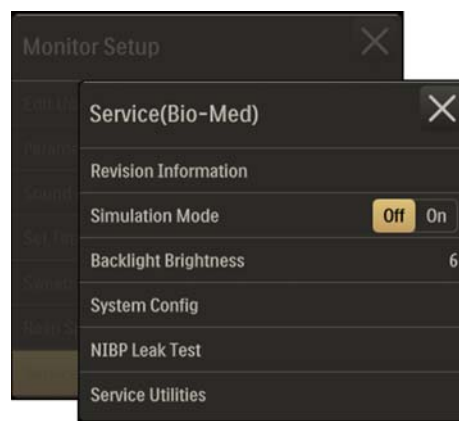 Monitor Setup
Service(Bio-Med)
Revision Information
Simulation Mode Off On
Backlight Brightness 6
System Config
NIBP Leak Test
Service Utilities